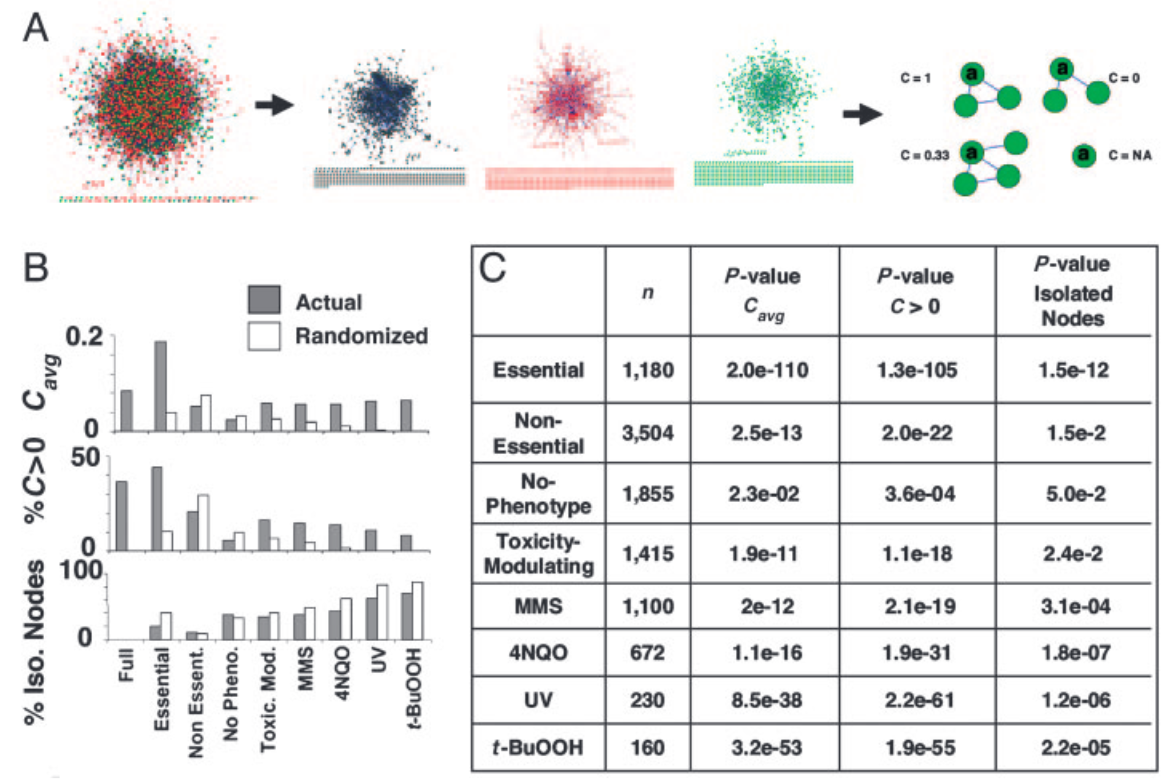 A
C = 1
a
a
C = 0
C = 0.33
a
a
C = NA
B
Actual
Randomized
C avg
0.2
0
%C>0
50
0
% Iso. Nodes
100
0
Full
Essential
Non Essent.
No Pheno.
Toxic. Mod.
MMS
4NQO
UV
t-BuOOH
C
n
P-value Cavg
P-value C > 0
P-value Isolated Nodes
Essential 1,180 2.0e-110 1.3e-105 1.5e-12
Non-Essential 3,504 2.5e-13 2.0e-22 1.5e-2
No-Phenotype 1,855 2.3e-02 3.6e-04 5.0e-2
Toxicity-Modulating 1,415 1.9e-11 1.1e-18 2.4e-2
MMS 1,100 2e-12 2.1e-19 3.1e-04
4NQO 672 1.1e-16 1.9e-31 1.8e-07
UV 230 8.5e-38 2.2e-61 1.2e-06
t-BuOOH 160 3.2e-53 1.9e-55 2.2e-05